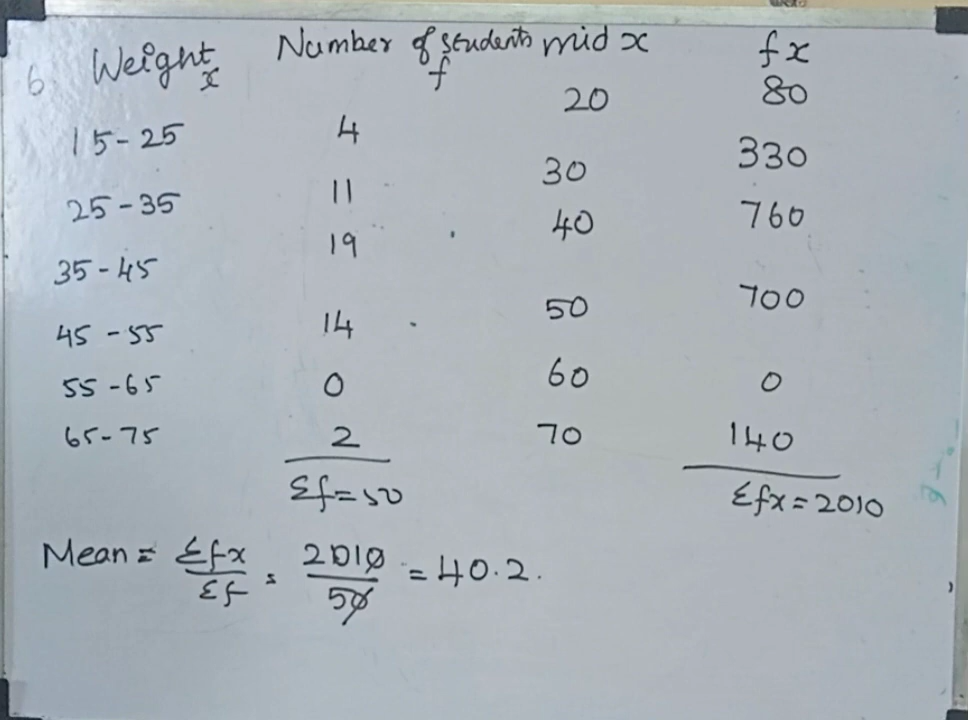 6. Weight x Number of students f mid x fx
15-25 4 20 80
25-35 11 30 330
35-45 19 40 760
45-55 14 50 700
55-65 0 60 0
65-75 2 70 140
Σf=50 Σfx=2010
Mean = Σfx/Σf = 2010/50 = 40.2.